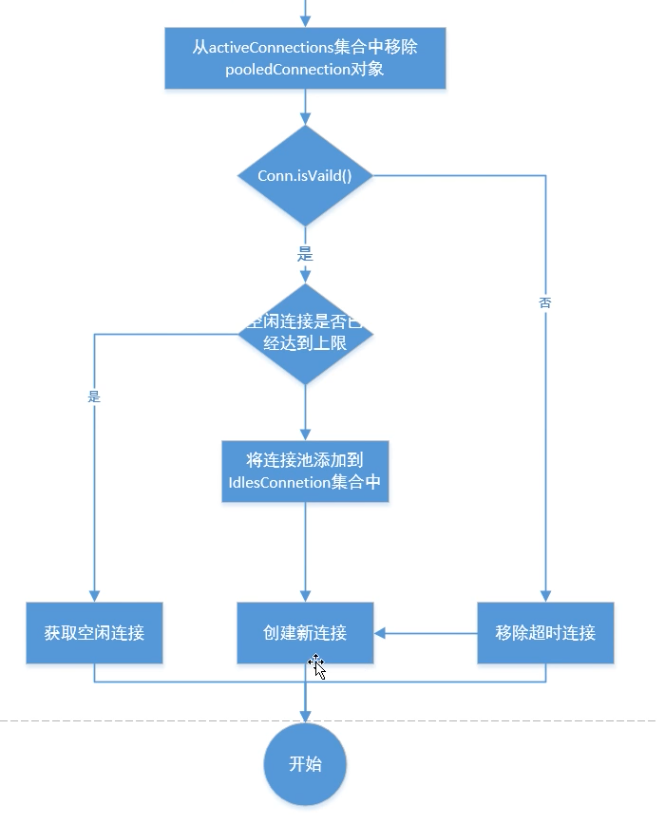 从activeConnections集合中移除
pooledConnection对象
Conn.isVaild()
是
否
空闲连接是否已
经达到上限
是
将连接池添加到
IdlesConnetion集合中
获取空闲连接
创建新连接
移除超时连接
开始